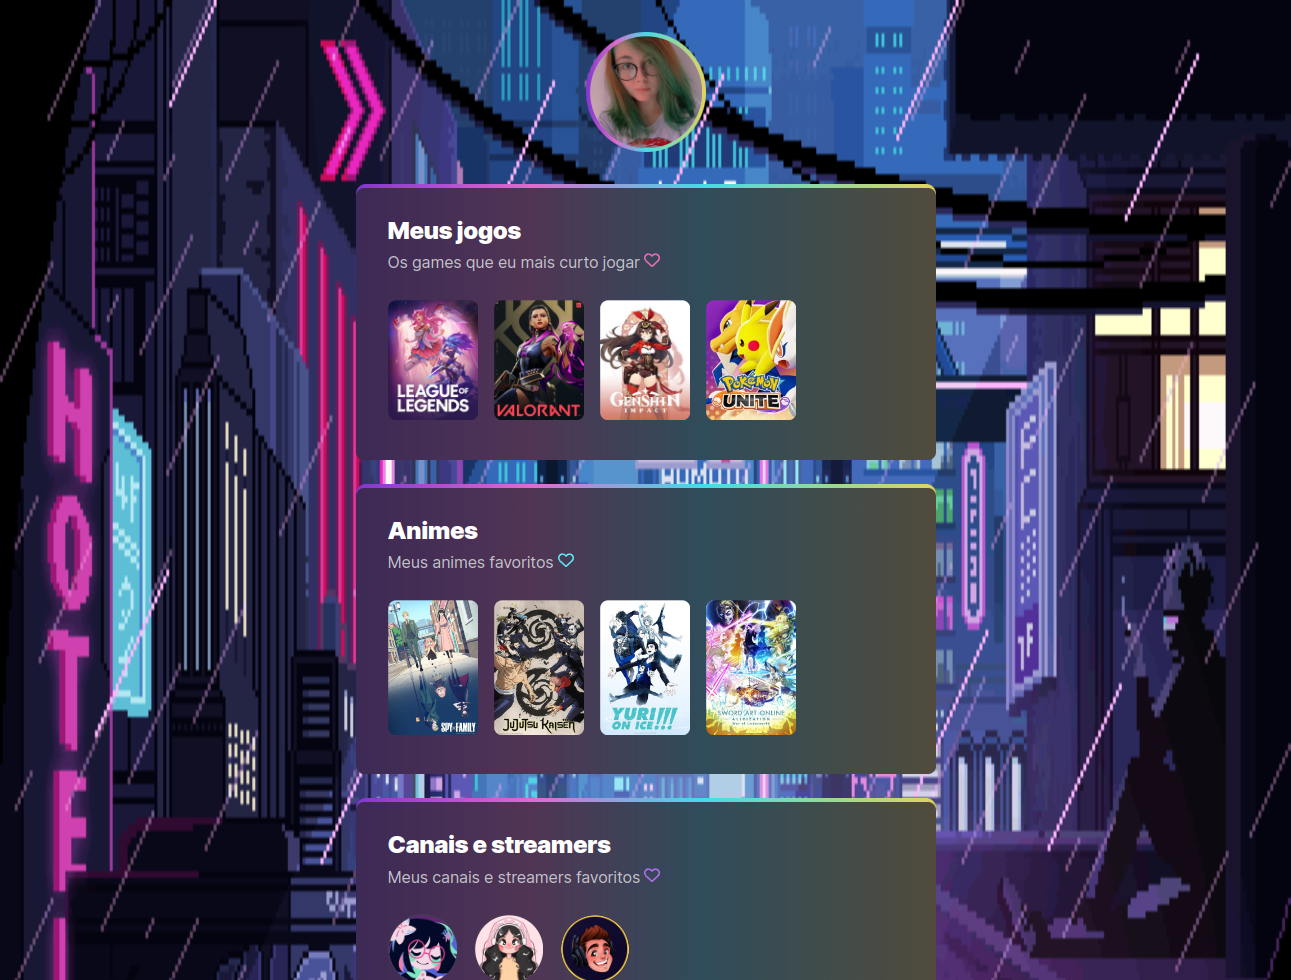 Meus jogos
Os games que eu mais curto jogar
LEAGUE OF
LEGENDS
VALORANT
GENSHIN
IMPACT
POKÉMON
UNITE
HOTEL
Animes
Meus animes favoritos
SPY×FAMILY
JUJUTSU KAISEN
YURI!!!
ON ICE!!!
SWORD ART ONLINE
ALICIZATION
Canais e streamers
Meus canais e streamers favoritos